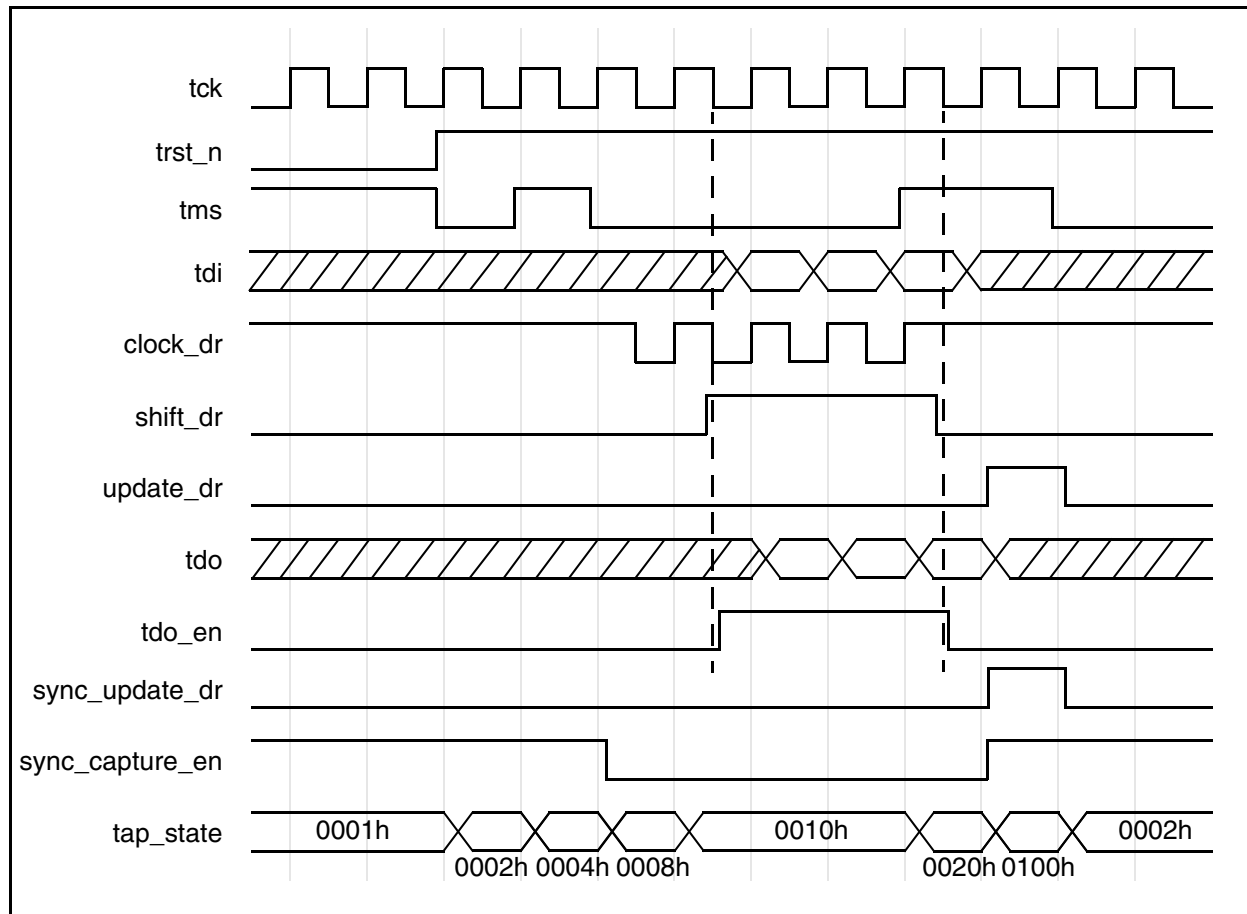 tck
trst_n
tms
tdi
clock_dr
shift_dr
update_dr
tdo
tdo_en
sync_update_dr
sync_capture_en
tap_state
0001h
0010h
0002h
0002h 0004h 0008h
0020h 0100h